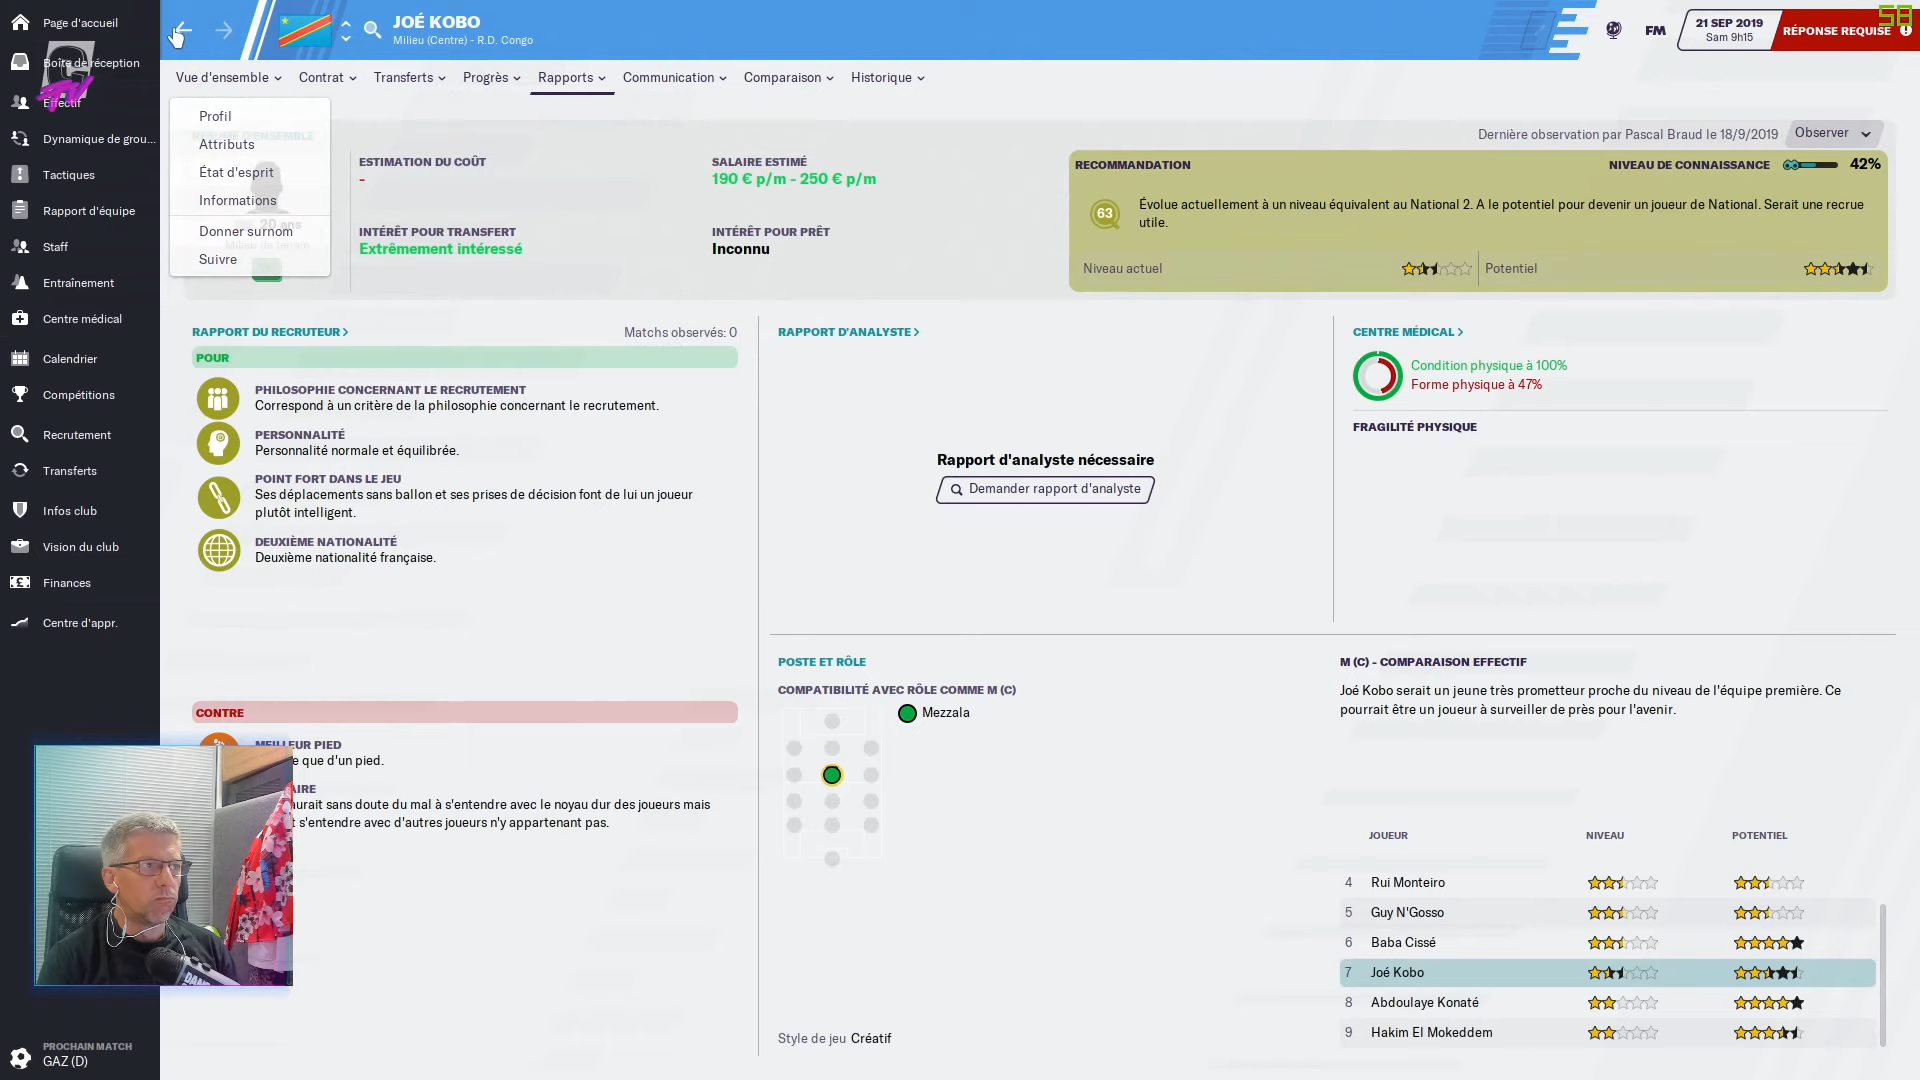 Page d'accueil
Boîte de réception
Effectif
Dynamique de grou...
Tactiques
Rapport d'équipe
Staff
Entraînement
Centre médical
Calendrier
Compétitions
Recrutement
Transferts
Infos club
Vision du club
Finances
Centre d'appr.
PROCHAIN MATCH
GAZ (D)
JOÉ KOBO
Milieu (Centre) - R.D. Congo
FM
21 SEP 2019
Sam 9h15
RÉPONSE REQUISE
58
Vue d'ensemble
Contrat
Transferts
Progrès
Rapports
Communication
Comparaison
Historique
Profil
Attributs
État d'esprit
Informations
Donner surnom
Suivre
20 ans
Milieu de terrain
ESTIMATION DU COÛT
-
SALAIRE ESTIMÉ
190 € p/m - 250 € p/m
INTÉRÊT POUR TRANSFERT
Extrêmement intéressé
INTÉRÊT POUR PRÊT
Inconnu
Dernière observation par Pascal Braud le 18/9/2019
Observer
RECOMMANDATION
NIVEAU DE CONNAISSANCE
42%
63
Évolue actuellement à un niveau équivalent au National 2. A le potentiel pour devenir un joueur de National. Serait une recrue
utile.
Niveau actuel
Potentiel
RAPPORT DU RECRUTEUR
Matchs observés: 0
POUR
PHILOSOPHIE CONCERNANT LE RECRUTEMENT
Correspond à un critère de la philosophie concernant le recrutement.
PERSONNALITÉ
Personnalité normale et équilibrée.
POINT FORT DANS LE JEU
Ses déplacements sans ballon et ses prises de décision font de lui un joueur
plutôt intelligent.
DEUXIÈME NATIONALITÉ
Deuxième nationalité française.
CONTRE
MEILLEUR PIED
e que d'un pied.
AIRE
aurait sans doute du mal à s'entendre avec le noyau dur des joueurs mais
t s'entendre avec d'autres joueurs n'y appartenant pas.
RAPPORT D'ANALYSTE
Rapport d'analyste nécessaire
Demander rapport d'analyste
CENTRE MÉDICAL
Condition physique à 100%
Forme physique à 47%
FRAGILITÉ PHYSIQUE
POSTE ET RÔLE
COMPATIBILITÉ AVEC RÔLE COMME M (C)
Mezzala
Style de jeu Créatif
M (C) - COMPARAISON EFFECTIF
Joé Kobo serait un jeune très prometteur proche du niveau de l'équipe première. Ce
pourrait être un joueur à surveiller de près pour l'avenir.
JOUEUR NIVEAU POTENTIEL
4 Rui Monteiro
5 Guy N'Gosso
6 Baba Cissé
7 Joé Kobo
8 Abdoulaye Konaté
9 Hakim El Mokeddem